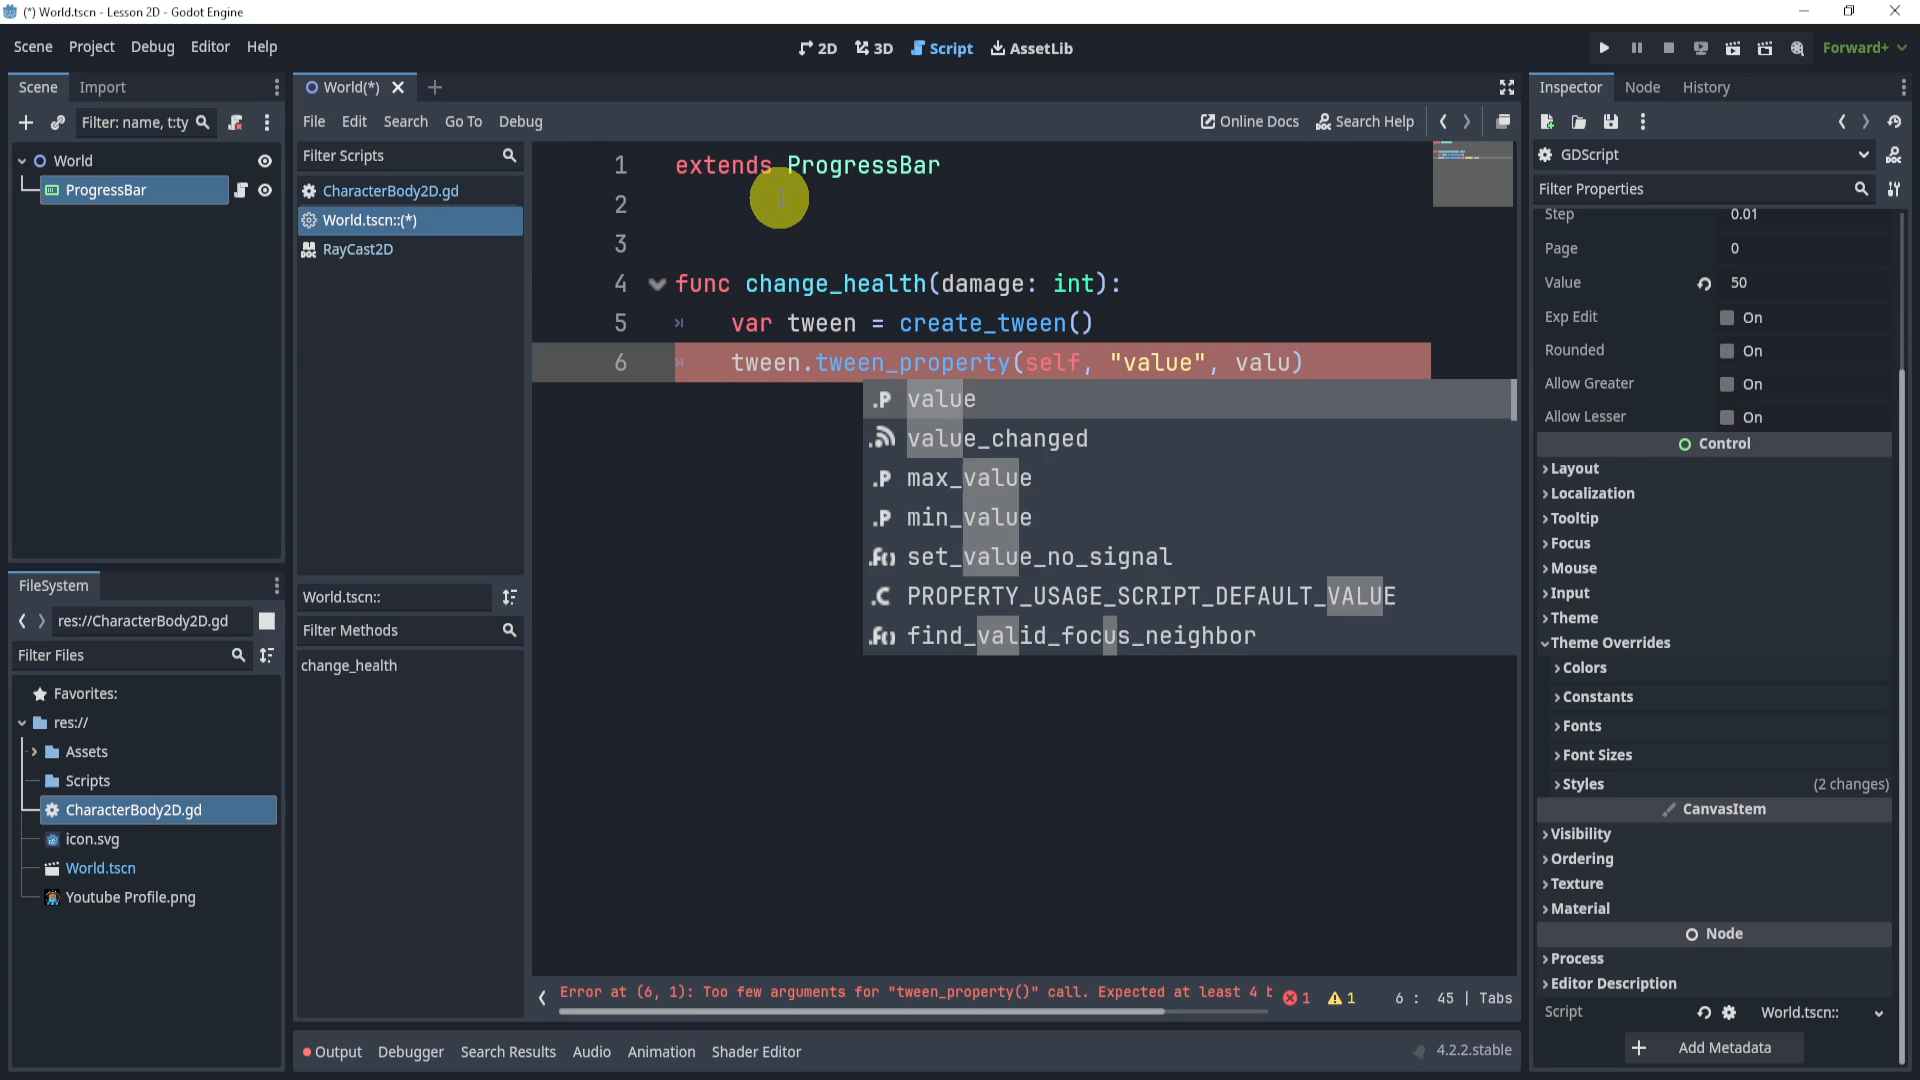 (*) World.tscn - Lesson 2D - Godot Engine
Scene Project Debug Editor Help
2D 3D Script AssetLib
Forward+
Scene Import
Filter: name, t:ty
World
ProgressBar
FileSystem
res://CharacterBody2D.gd
Filter Files
Favorites:
res://
Assets
Scripts
CharacterBody2D.gd
icon.svg
World.tscn
Youtube Profile.png
World(*)
File Edit Search Go To Debug
Online Docs Search Help
Filter Scripts
CharacterBody2D.gd
World.tscn::(*)
RayCast2D
World.tscn::
Filter Methods
change_health
1 extends ProgressBar
2
3
4 func change_health(damage: int):
5 var tween = create_tween()
6 tween.tween_property(self, "value", valu)
.P value
value_changed
.P max_value
.P min_value
set_value_no_signal
.C PROPERTY_USAGE_SCRIPT_DEFAULT_VALUE
find_valid_focus_neighbor
Error at (6, 1): Too few arguments for "tween_property()" call. Expected at least 4 b
1 1 6 : 45 | Tabs
Output Debugger Search Results Audio Animation Shader Editor
4.2.2.stable
Inspector Node History
GDScript
Filter Properties
Step 0.01
Page 0
Value 50
Exp Edit On
Rounded On
Allow Greater On
Allow Lesser On
Control
Layout
Localization
Tooltip
Focus
Mouse
Input
Theme
Theme Overrides
Colors
Constants
Fonts
Font Sizes
Styles (2 changes)
CanvasItem
Visibility
Ordering
Texture
Material
Node
Process
Editor Description
Script World.tscn::
Add Metadata